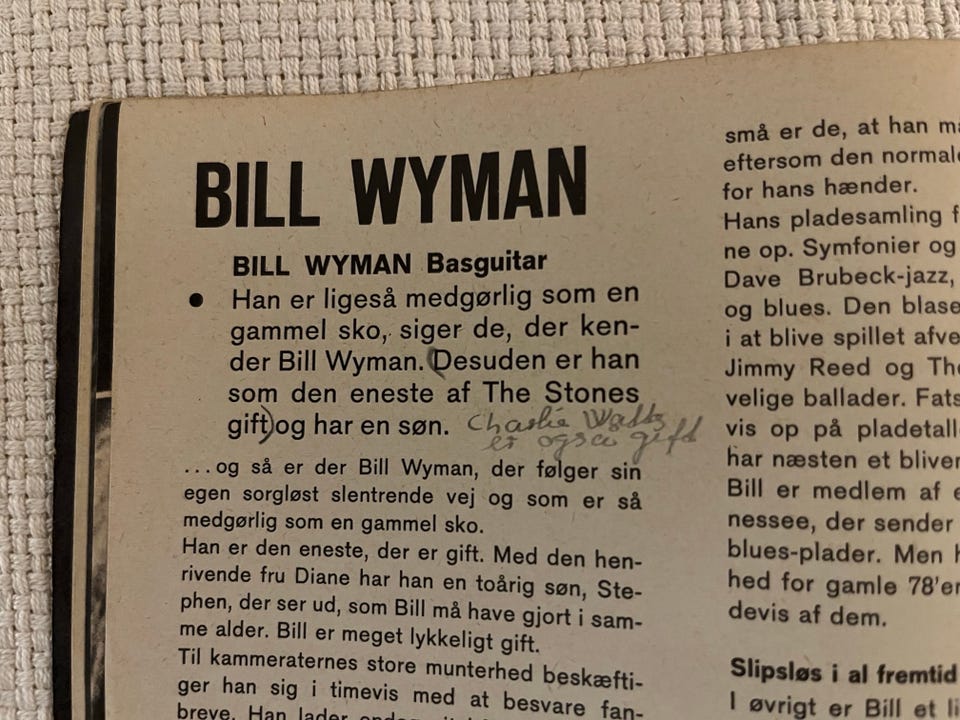 BILL WYMAN
BILL WYMAN Basguitar
● Han er ligeså medgørlig som en
gammel sko, siger de, der ken-
der Bill Wyman. (Desuden er han
som den eneste af The Stones
gift) og har en søn. Charlie Watts
er også gift
...og så er der Bill Wyman, der følger sin
egen sorgløst slentrende vej og som er så
medgørlig som en gammel sko.
Han er den eneste, der er gift. Med den hen-
rivende fru Diane har han en toårig søn, Ste-
phen, der ser ud, som Bill må have gjort i sam-
me alder. Bill er meget lykkeligt gift.
Til kammeraternes store munterhed beskæfti-
ger han sig i timevis med at besvare fan-
breve. Han lader
små er de, at han
eftersom den
for hans hænder.
Hans pladesamling
ne op. Symfonier og
Dave Brubeck-jazz,
og blues. Den
i at blive spillet
Jimmy Reed og
velige ballader.
vis op på
har næsten et
Bill er medlem af
nessee, der sender
blues-plader. Men
hed for gamle
devis af dem.
Slipsløs i al fremtid
I øvrigt er Bill et